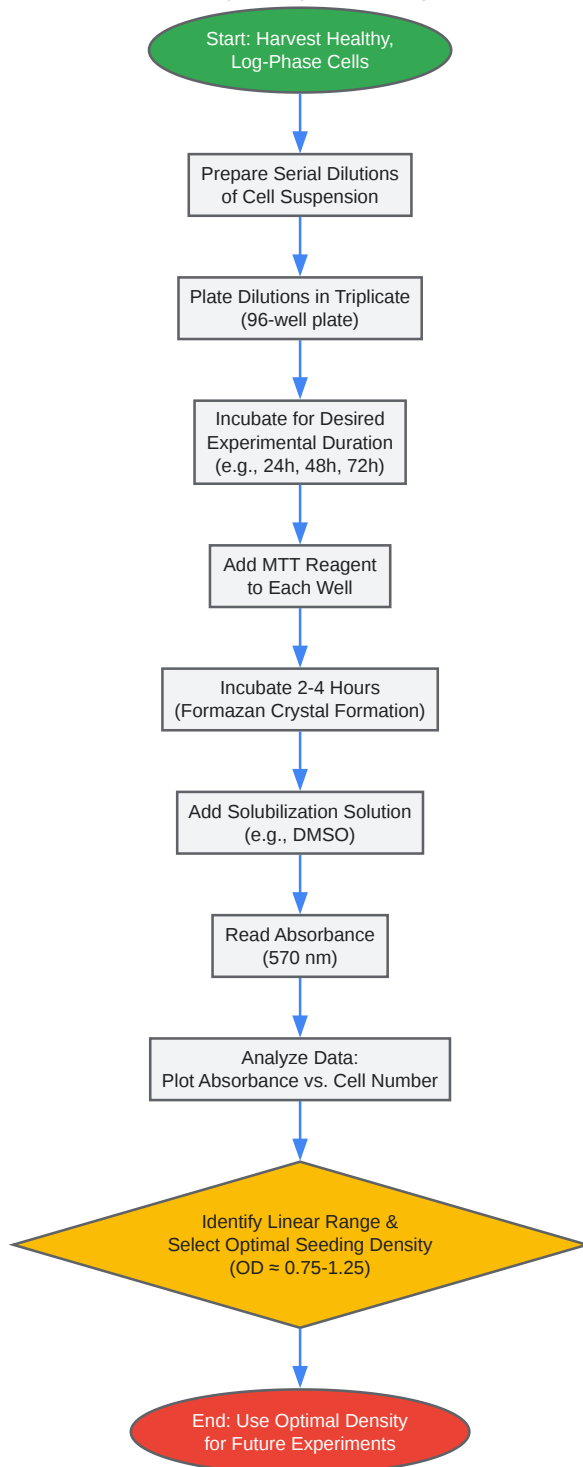 Start: Harvest Healthy,
Log-Phase Cells
Prepare Serial Dilutions
of Cell Suspension
Plate Dilutions in Triplicate
(96-well plate)
Incubate for Desired
Experimental Duration
(e.g., 24h, 48h, 72h)
Add MTT Reagent
to Each Well
Incubate 2-4 Hours
(Formazan Crystal Formation)
Add Solubilization Solution
(e.g., DMSO)
Read Absorbance
(570 nm)
Analyze Data:
Plot Absorbance vs. Cell Number
Identify Linear Range &
Select Optimal Seeding Density
(OD ≈ 0.75-1.25)
End: Use Optimal Density
for Future Experiments